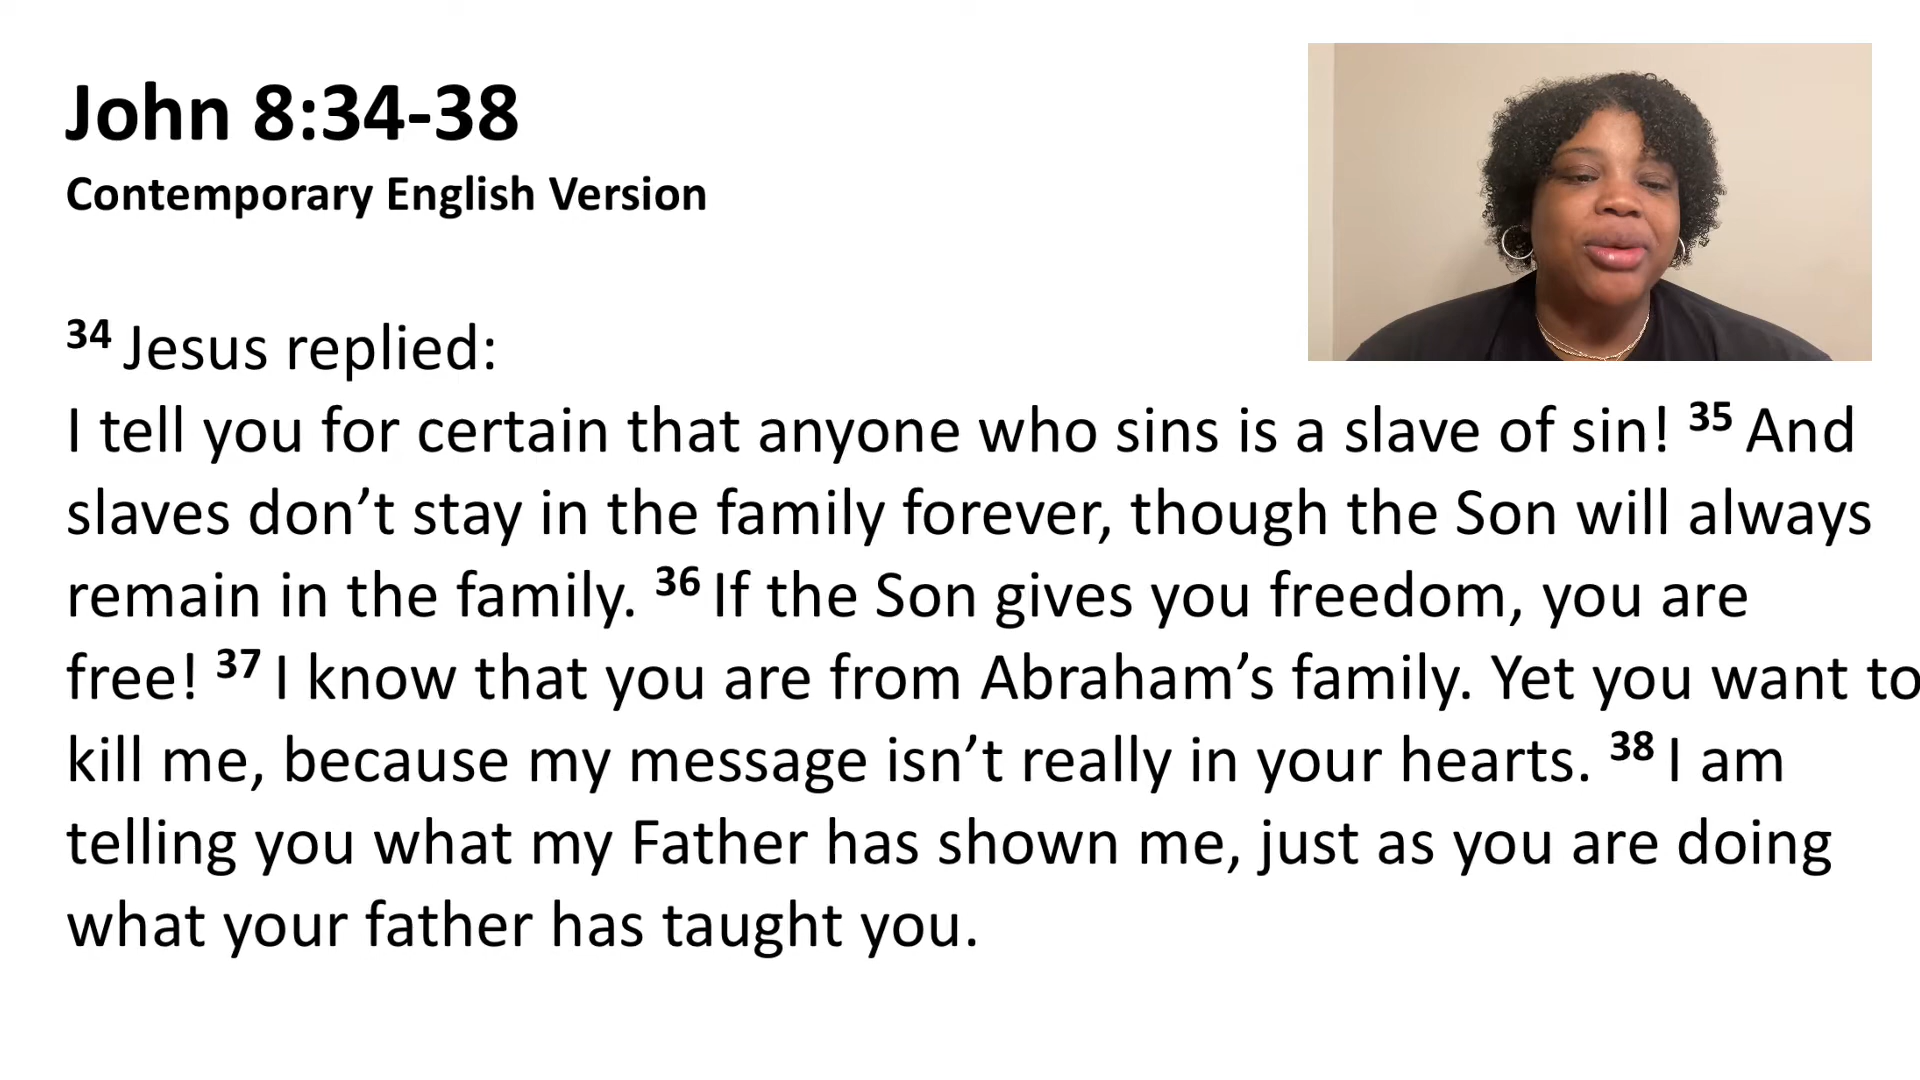 John 8:34-38
Contemporary English Version
34 Jesus replied:
I tell you for certain that anyone who sins is a slave of sin! 35 And
slaves don’t stay in the family forever, though the Son will always
remain in the family. 36 If the Son gives you freedom, you are
free! 37 I know that you are from Abraham’s family. Yet you want to
kill me, because my message isn’t really in your hearts. 38 I am
telling you what my Father has shown me, just as you are doing
what your father has taught you.